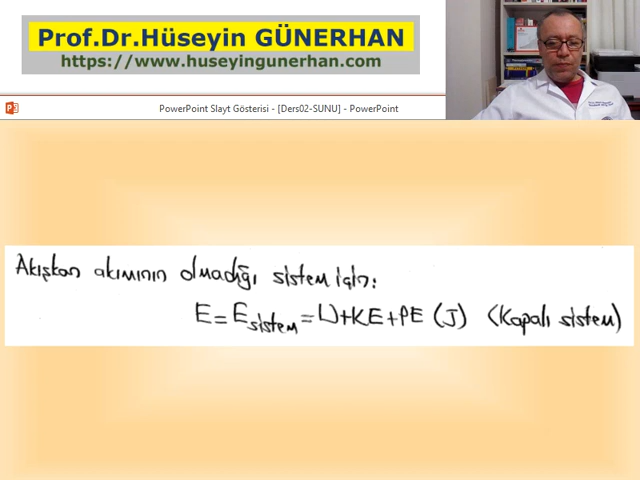 Prof.Dr.Hüseyin GÜNERHAN
https://www.huseyingunerhan.com
PowerPoint Slayt Gösterisi - [Ders02-SUNU] - PowerPoint
Akışkan akımının olmadığı sistem için:
E = E sistem = U + KE + PE (J) (Kapalı sistem)